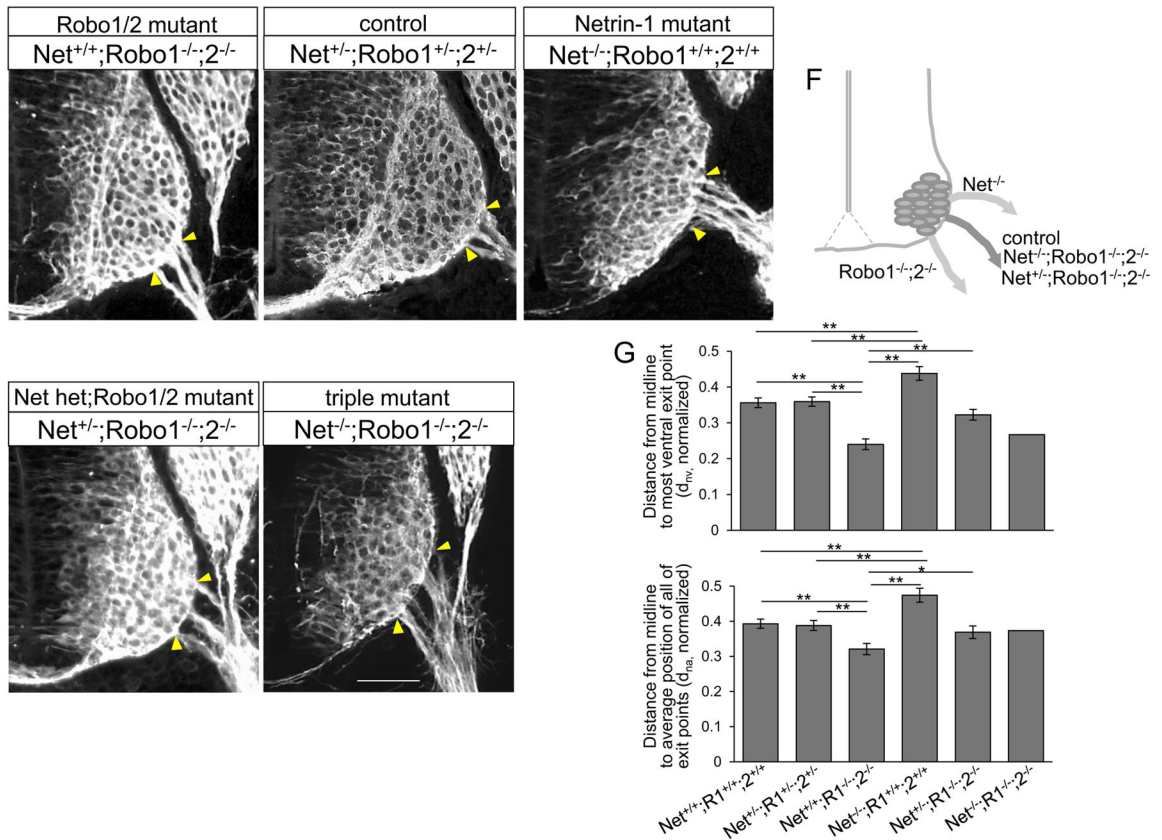 Robo1/2 mutant
Net+/+;Robo1-/-;2-/-
control
Net+/-;Robo1+/-;2+/-
Netrin-1 mutant
Net-/-;Robo1+/+;2+/+
Net het;Robo1/2 mutant
Net+/-;Robo1-/-;2-/-
triple mutant
Net-/-;Robo1-/-;2-/-
F
Net-/-
control
Net-/-;Robo1-/-;2-/-
Net+/-;Robo1-/-;2-/-
Robo1-/-;2-/-
G
Distance from midline
to most ventral exit point
(dnv, normalized)
0.5
0.4
0.3
0.2
0.1
0
**
**
**
**
**
**
Distance from midline
to average position of all of
exit points (dna, normalized)
0.5
0.4
0.3
0.2
0.1
0
**
**
*
**
**
**
Net+/+;R1+/+;2+/+
Net+/-;R1+/-;2+/-
Net+/+;R1-/-;2-/-
Net-/-;R1+/+;2+/+
Net+/-;R1-/-;2-/-
Net-/-;R1-/-;2-/-